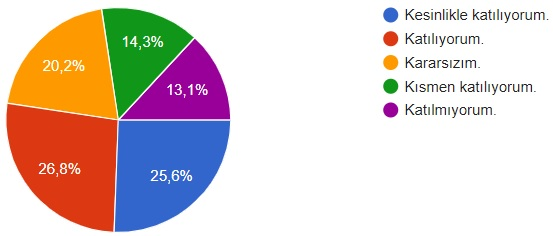 14,3%
20,2%
13,1%
26,8%
25,6%
Kesinlikle katılıyorum.
Katılıyorum.
Kararsızım.
Kısmen katılıyorum.
Katılmıyorum.